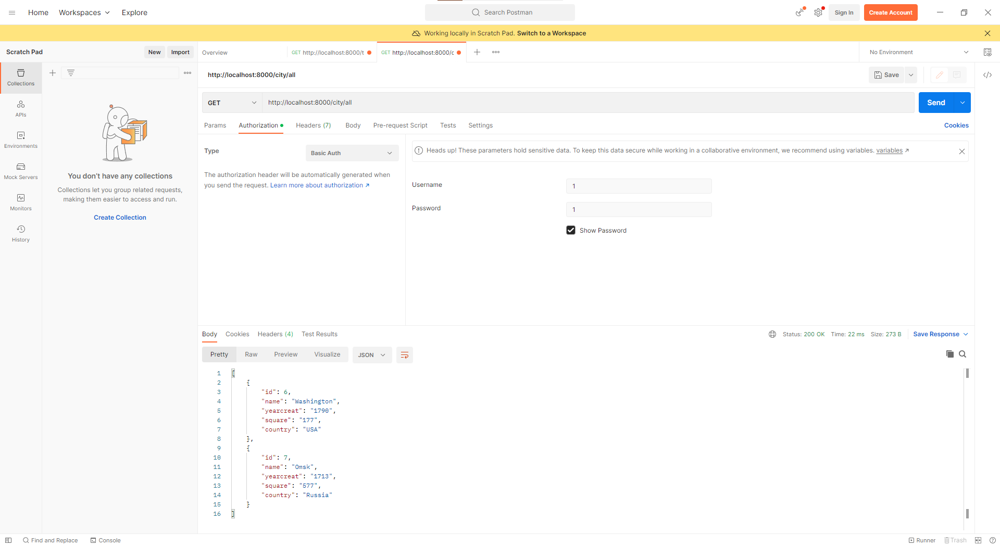 Home Workspaces Explore Search Postman Sign In Create Account
Working locally in Scratch Pad. Switch to a Workspace
Scratch Pad New Import Overview GET http://localhost:8000/t GET http://localhost:8000/c No Environment
Collections
APIs
Environments
Mock Servers
Monitors
History
You don't have any collections
Collections let you group related requests,
making them easier to access and run.
Create Collection
http://localhost:8000/city/all Save
GET http://localhost:8000/city/all Send
Params Authorization Headers (7) Body Pre-request Script Tests Settings Cookies
Type Basic Auth
The authorization header will be automatically generated when
you send the request. Learn more about authorization ↗
Heads up! These parameters hold sensitive data. To keep this data secure while working in a collaborative environment, we recommend using variables. variables ↗
Username 1
Password 1
Show Password
Body Cookies Headers (4) Test Results Status: 200 OK Time: 22 ms Size: 273 B Save Response
Pretty Raw Preview Visualize JSON
1 [
2 {
3 "id": 6,
4 "name": "Washington",
5 "yearcreat": "1790",
6 "square": "177",
7 "country": "USA"
8 },
9 {
10 "id": 7,
11 "name": "Omsk",
12 "yearcreat": "1713",
13 "square": "577",
14 "country": "Russia"
15 }
16 ]
Find and Replace Console Runner Trash